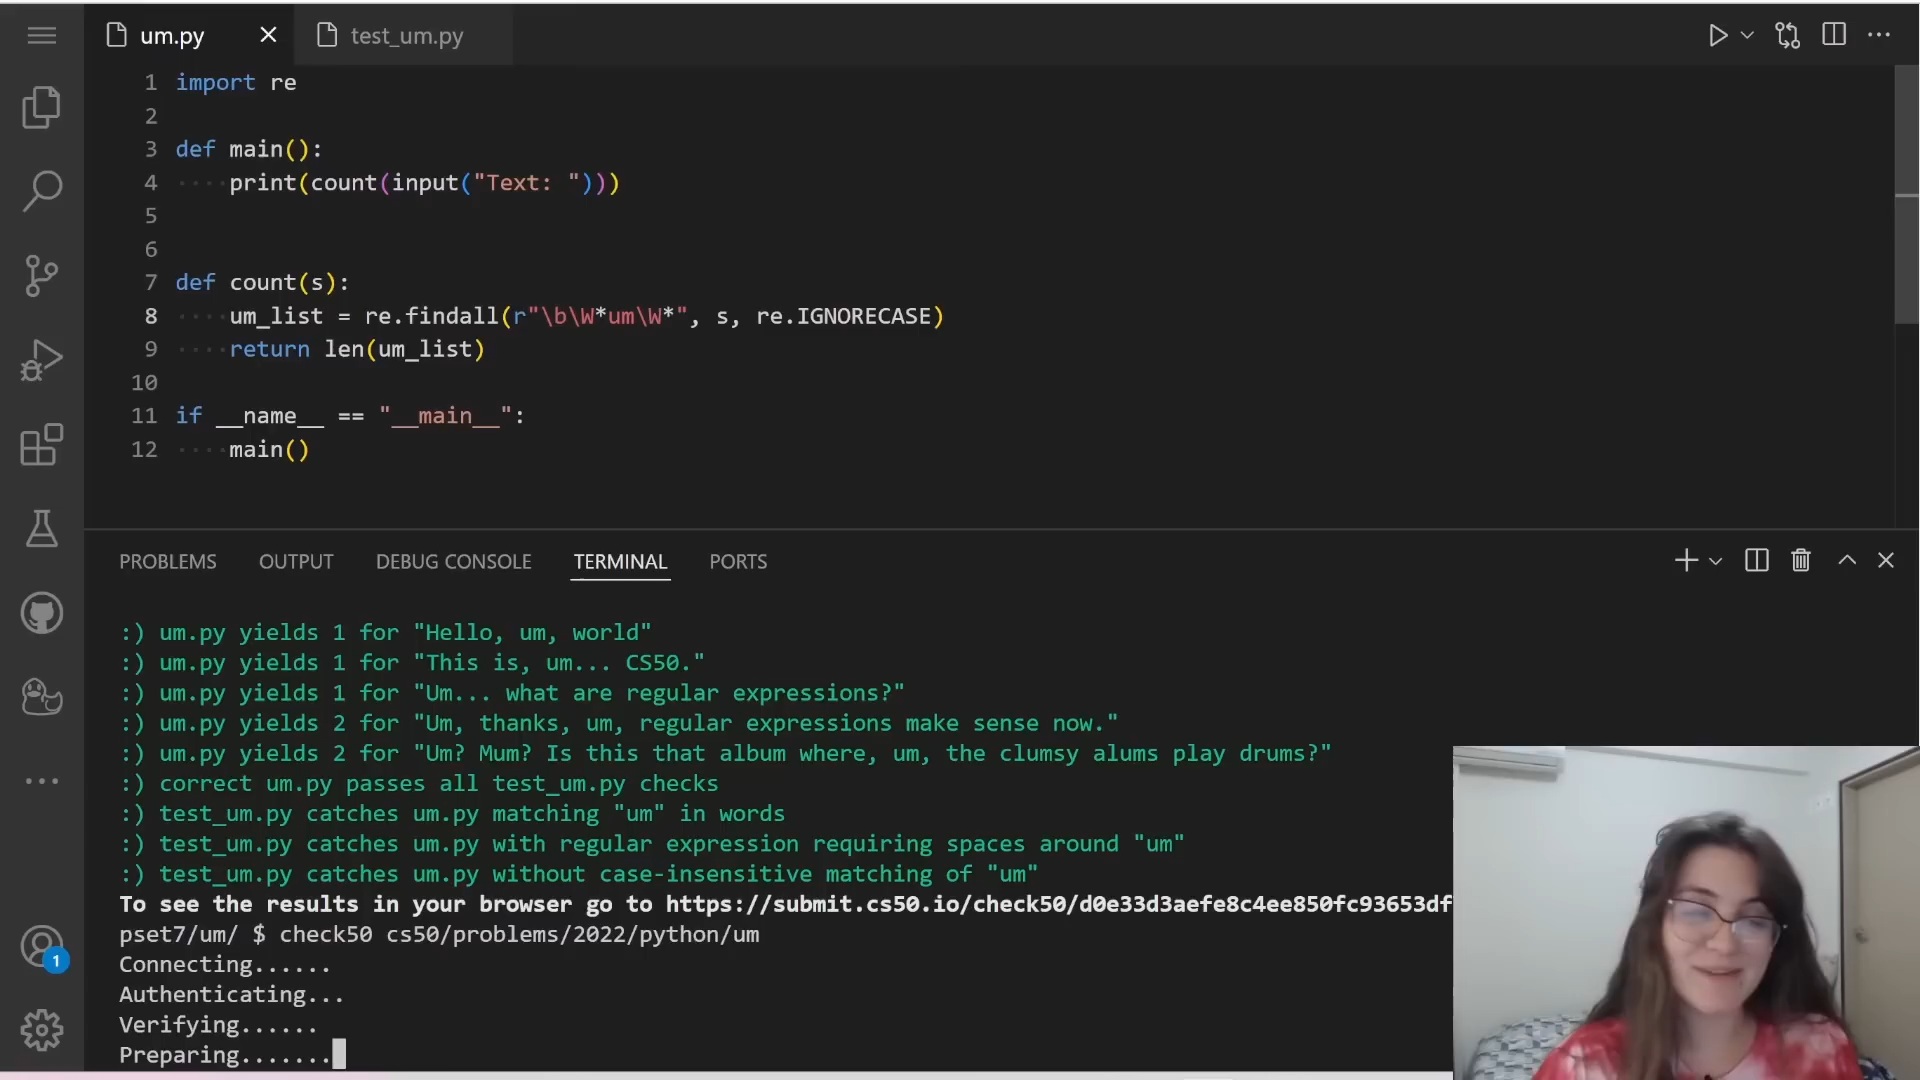 um.py
test_um.py
1 import re
2
3 def main():
4 ····print(count(input("Text: ")))
5
6
7 def count(s):
8 ····um_list = re.findall(r"\b\W*um\W*", s, re.IGNORECASE)
9 ····return len(um_list)
10
11 if __name__ == "__main__":
12 ····main()
PROBLEMS OUTPUT DEBUG CONSOLE TERMINAL PORTS
:) um.py yields 1 for "Hello, um, world"
:) um.py yields 1 for "This is, um... CS50."
:) um.py yields 1 for "Um... what are regular expressions?"
:) um.py yields 2 for "Um, thanks, um, regular expressions make sense now."
:) um.py yields 2 for "Um? Mum? Is this that album where, um, the clumsy alums play drums?"
:) correct um.py passes all test_um.py checks
:) test_um.py catches um.py matching "um" in words
:) test_um.py catches um.py with regular expression requiring spaces around "um"
:) test_um.py catches um.py without case-insensitive matching of "um"
To see the results in your browser go to https://submit.cs50.io/check50/d0e33d3aefe8c4ee850fc93653df
pset7/um/ $ check50 cs50/problems/2022/python/um
Connecting......
Authenticating...
Verifying......
Preparing.......
1